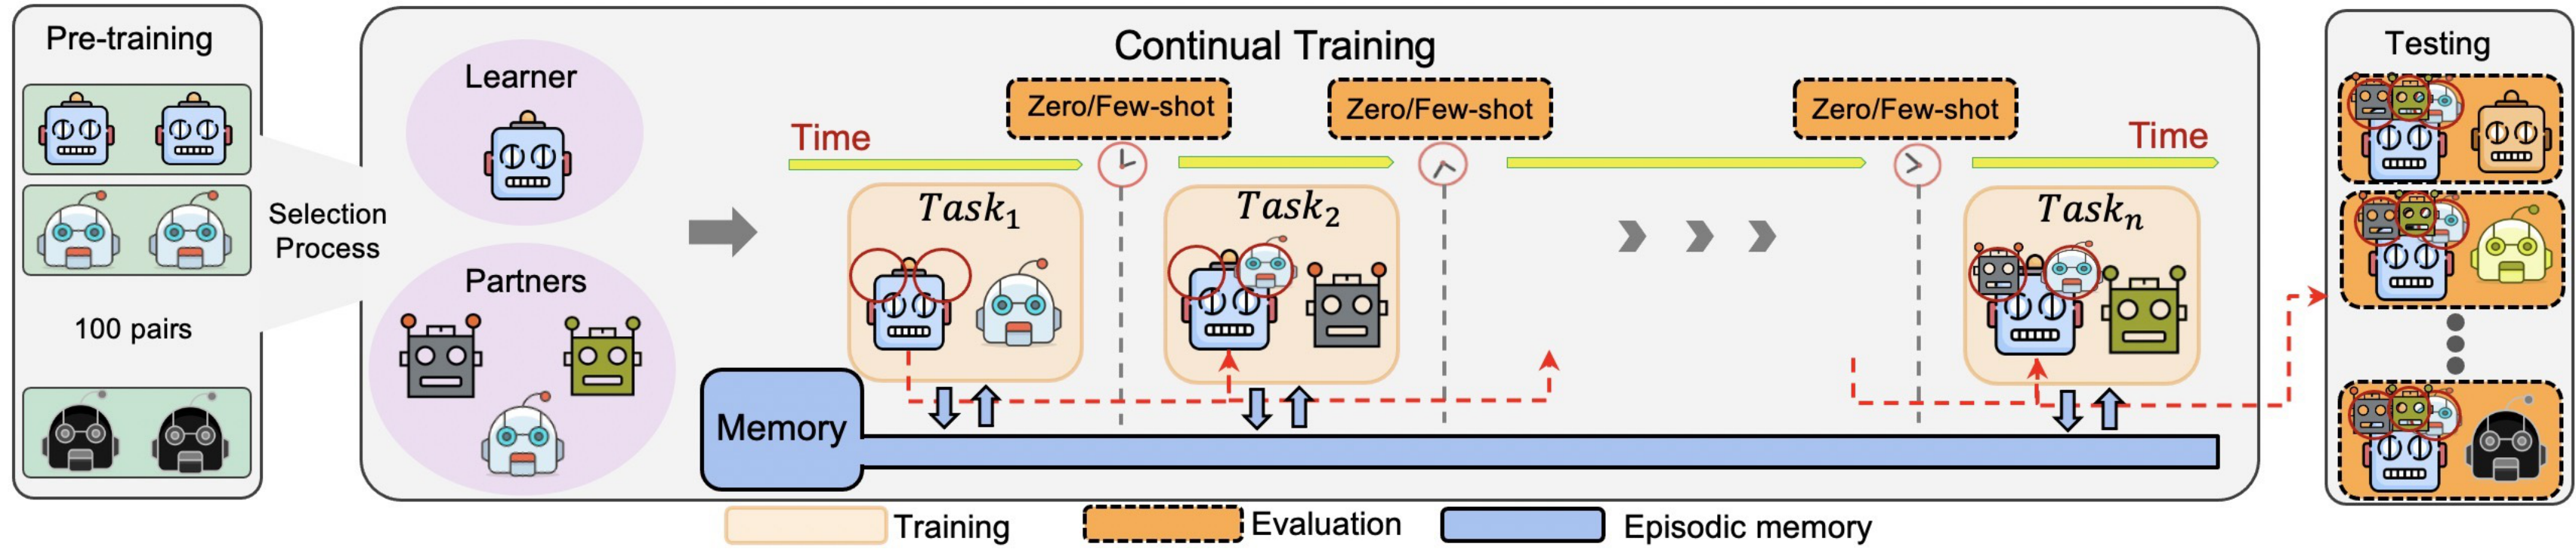 Pre-training
Selection
Process
100 pairs
Continual Training
Learner
Partners
Time
Zero/Few-shot
Zero/Few-shot
Zero/Few-shot
Time
Task1
Task2
Taskn
Memory
Testing
Training
Evaluation
Episodic memory